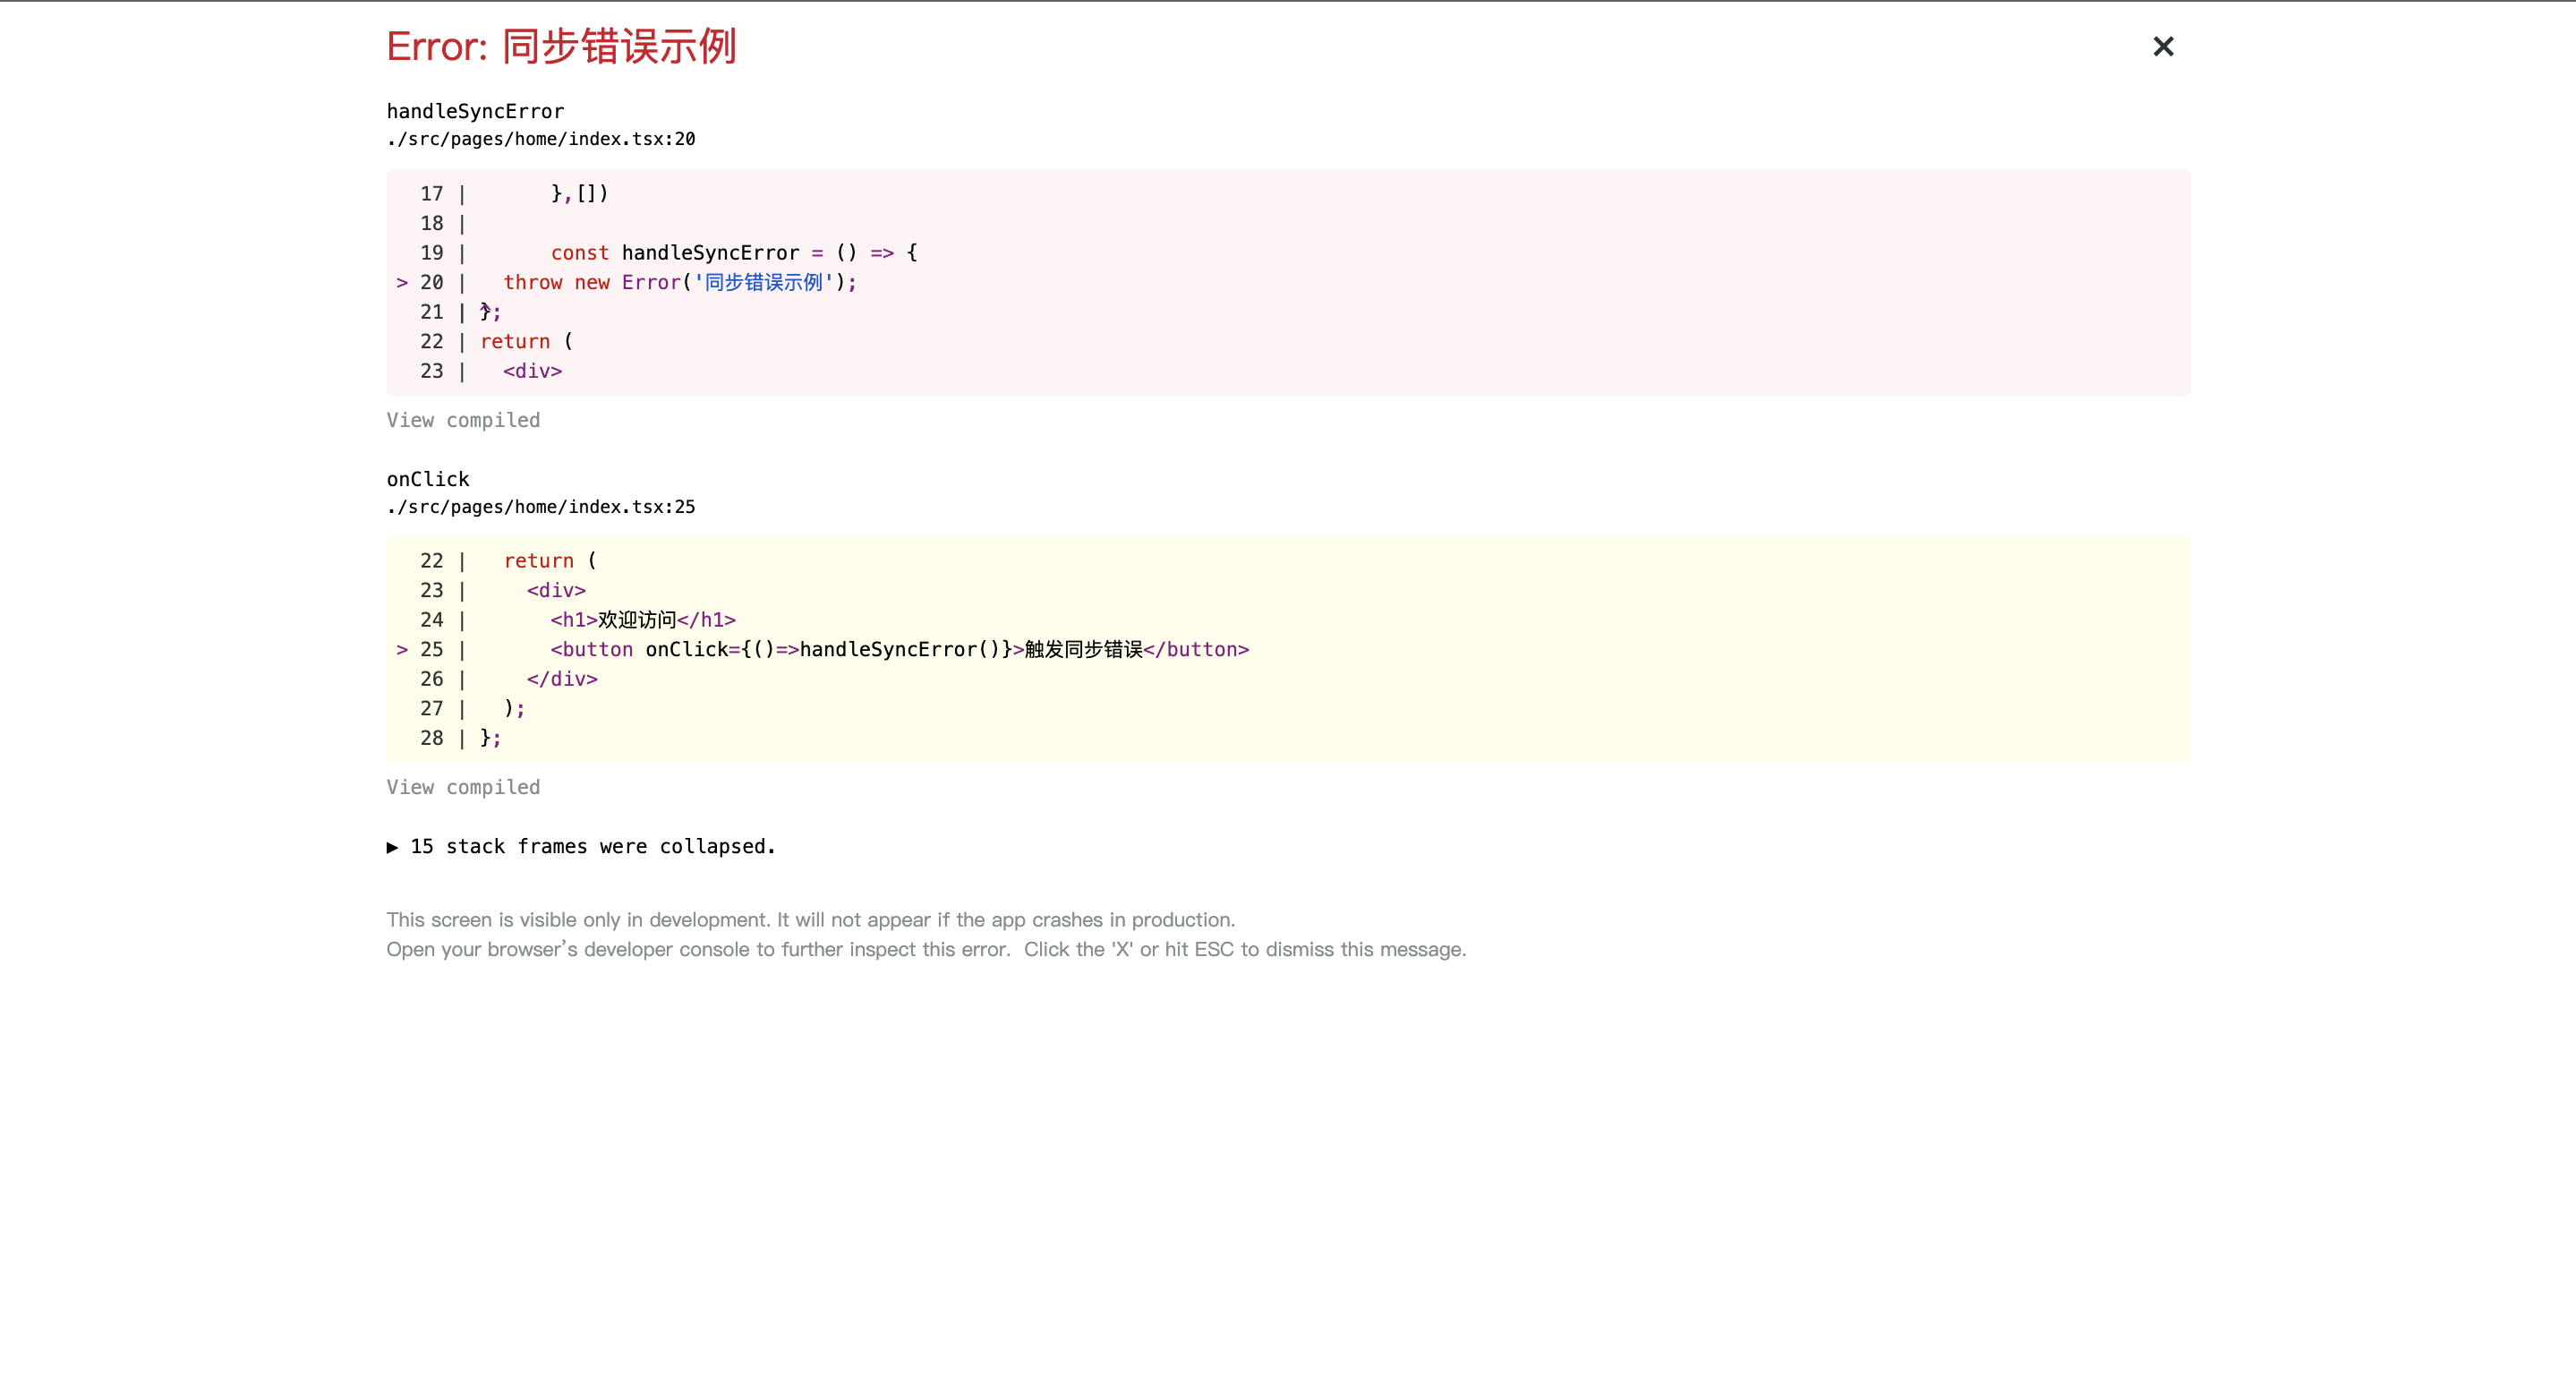 Error: 同步错误示例
handleSyncError
./src/pages/home/index.tsx:20
  17 |       },[])
  18 |
  19 |       const handleSyncError = () => {
> 20 |   throw new Error('同步错误示例');
  21 | };
  22 | return (
  23 |   <div>
View compiled
onClick
./src/pages/home/index.tsx:25
  22 |   return (
  23 |     <div>
  24 |       <h1>欢迎访问</h1>
> 25 |       <button onClick={()=>handleSyncError()}>触发同步错误</button>
  26 |     </div>
  27 |   );
  28 | };
View compiled
▶ 15 stack frames were collapsed.
This screen is visible only in development. It will not appear if the app crashes in production.
Open your browser’s developer console to further inspect this error.  Click the 'X' or hit ESC to dismiss this message.